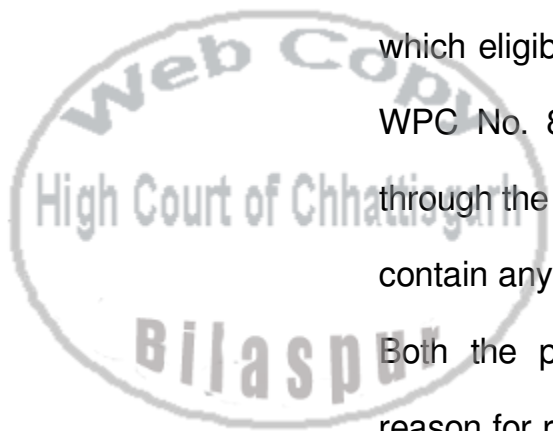 which eligib
WPC No. 8
through the
contain any
Both the p
reason for r
Web Copy
High Court of Chhattisgarh
Bilaspur